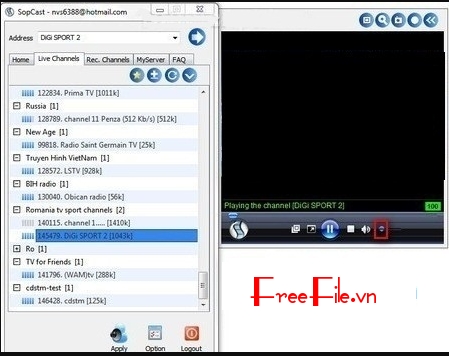 SopCast - nvs6388@hotmail.com
Address DiGi SPORT 2
Home Live Channels Rec. Channels MyServer FAQ
122834. Prima TV [1011k]
Russia [1]
128789. channel 11 Penza (512 Kb/s) [512k]
New Age [1]
99818. Radio Saint Germain TV [25k]
Truyen Hinh VietNam [1]
128572. LSTV [928k]
BIH radio [1]
130040. Obican radio [56k]
Romania tv sport channels [2]
140115. channel 1..... [1410k]
145479. DiGi SPORT 2 [1043k]
Ro [1]
TV for Friends [1]
141796. (WAM)tv [288k]
cdstm-test [1]
146428. cdstm [125k]
Apply Option Logout
Playing the channel [DiGi SPORT 2] 100
FreeFile.vn